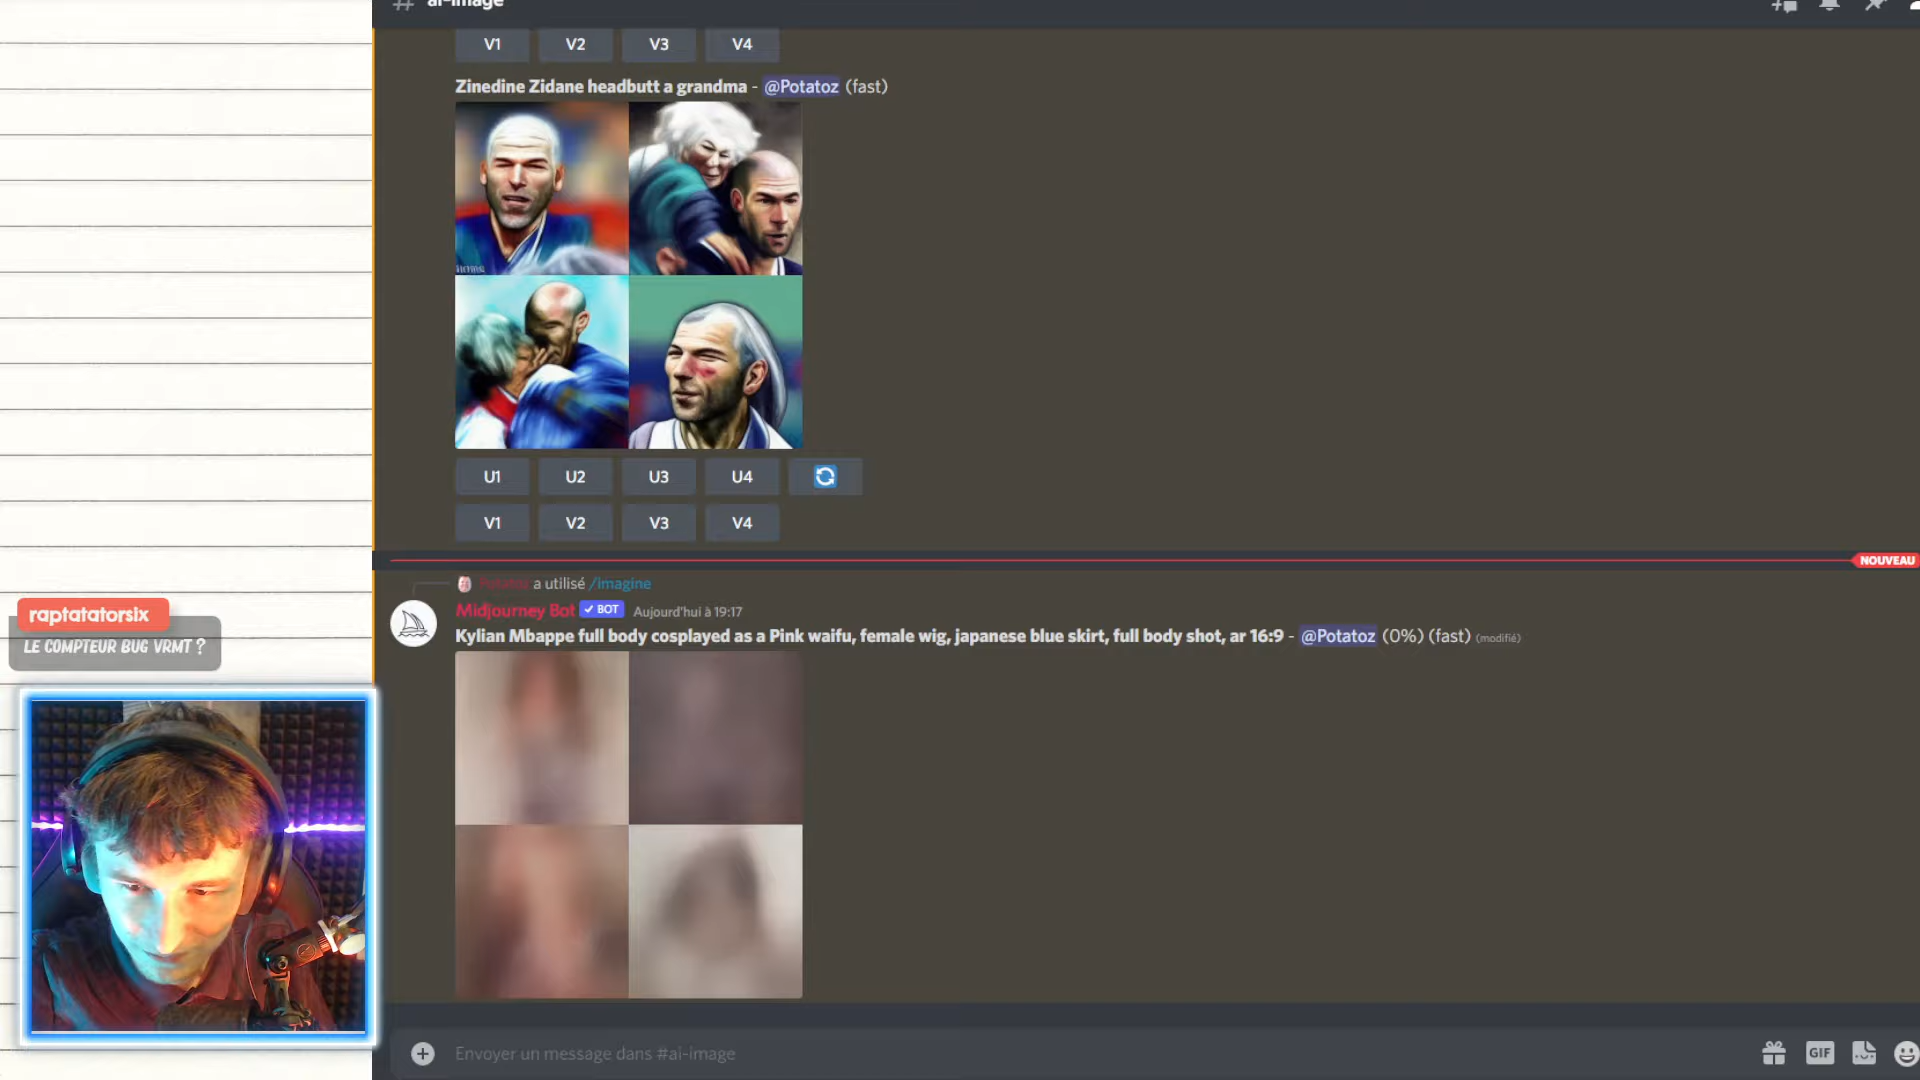 ai-image
V1 V2 V3 V4
Zinedine Zidane headbutt a grandma - @Potatoz (fast)
U1 U2 U3 U4
V1 V2 V3 V4
NOUVEAU
Potatoz a utilisé /imagine
Midjourney Bot ✓ BOT Aujourd'hui à 19:17
Kylian Mbappe full body cosplayed as a Pink waifu, female wig, japanese blue skirt, full body shot, ar 16:9 - @Potatoz (0%) (fast) (modifié)
raptatatorsix
LE COMPTEUR BUG VRMT ?
Envoyer un message dans #ai-image
GIF